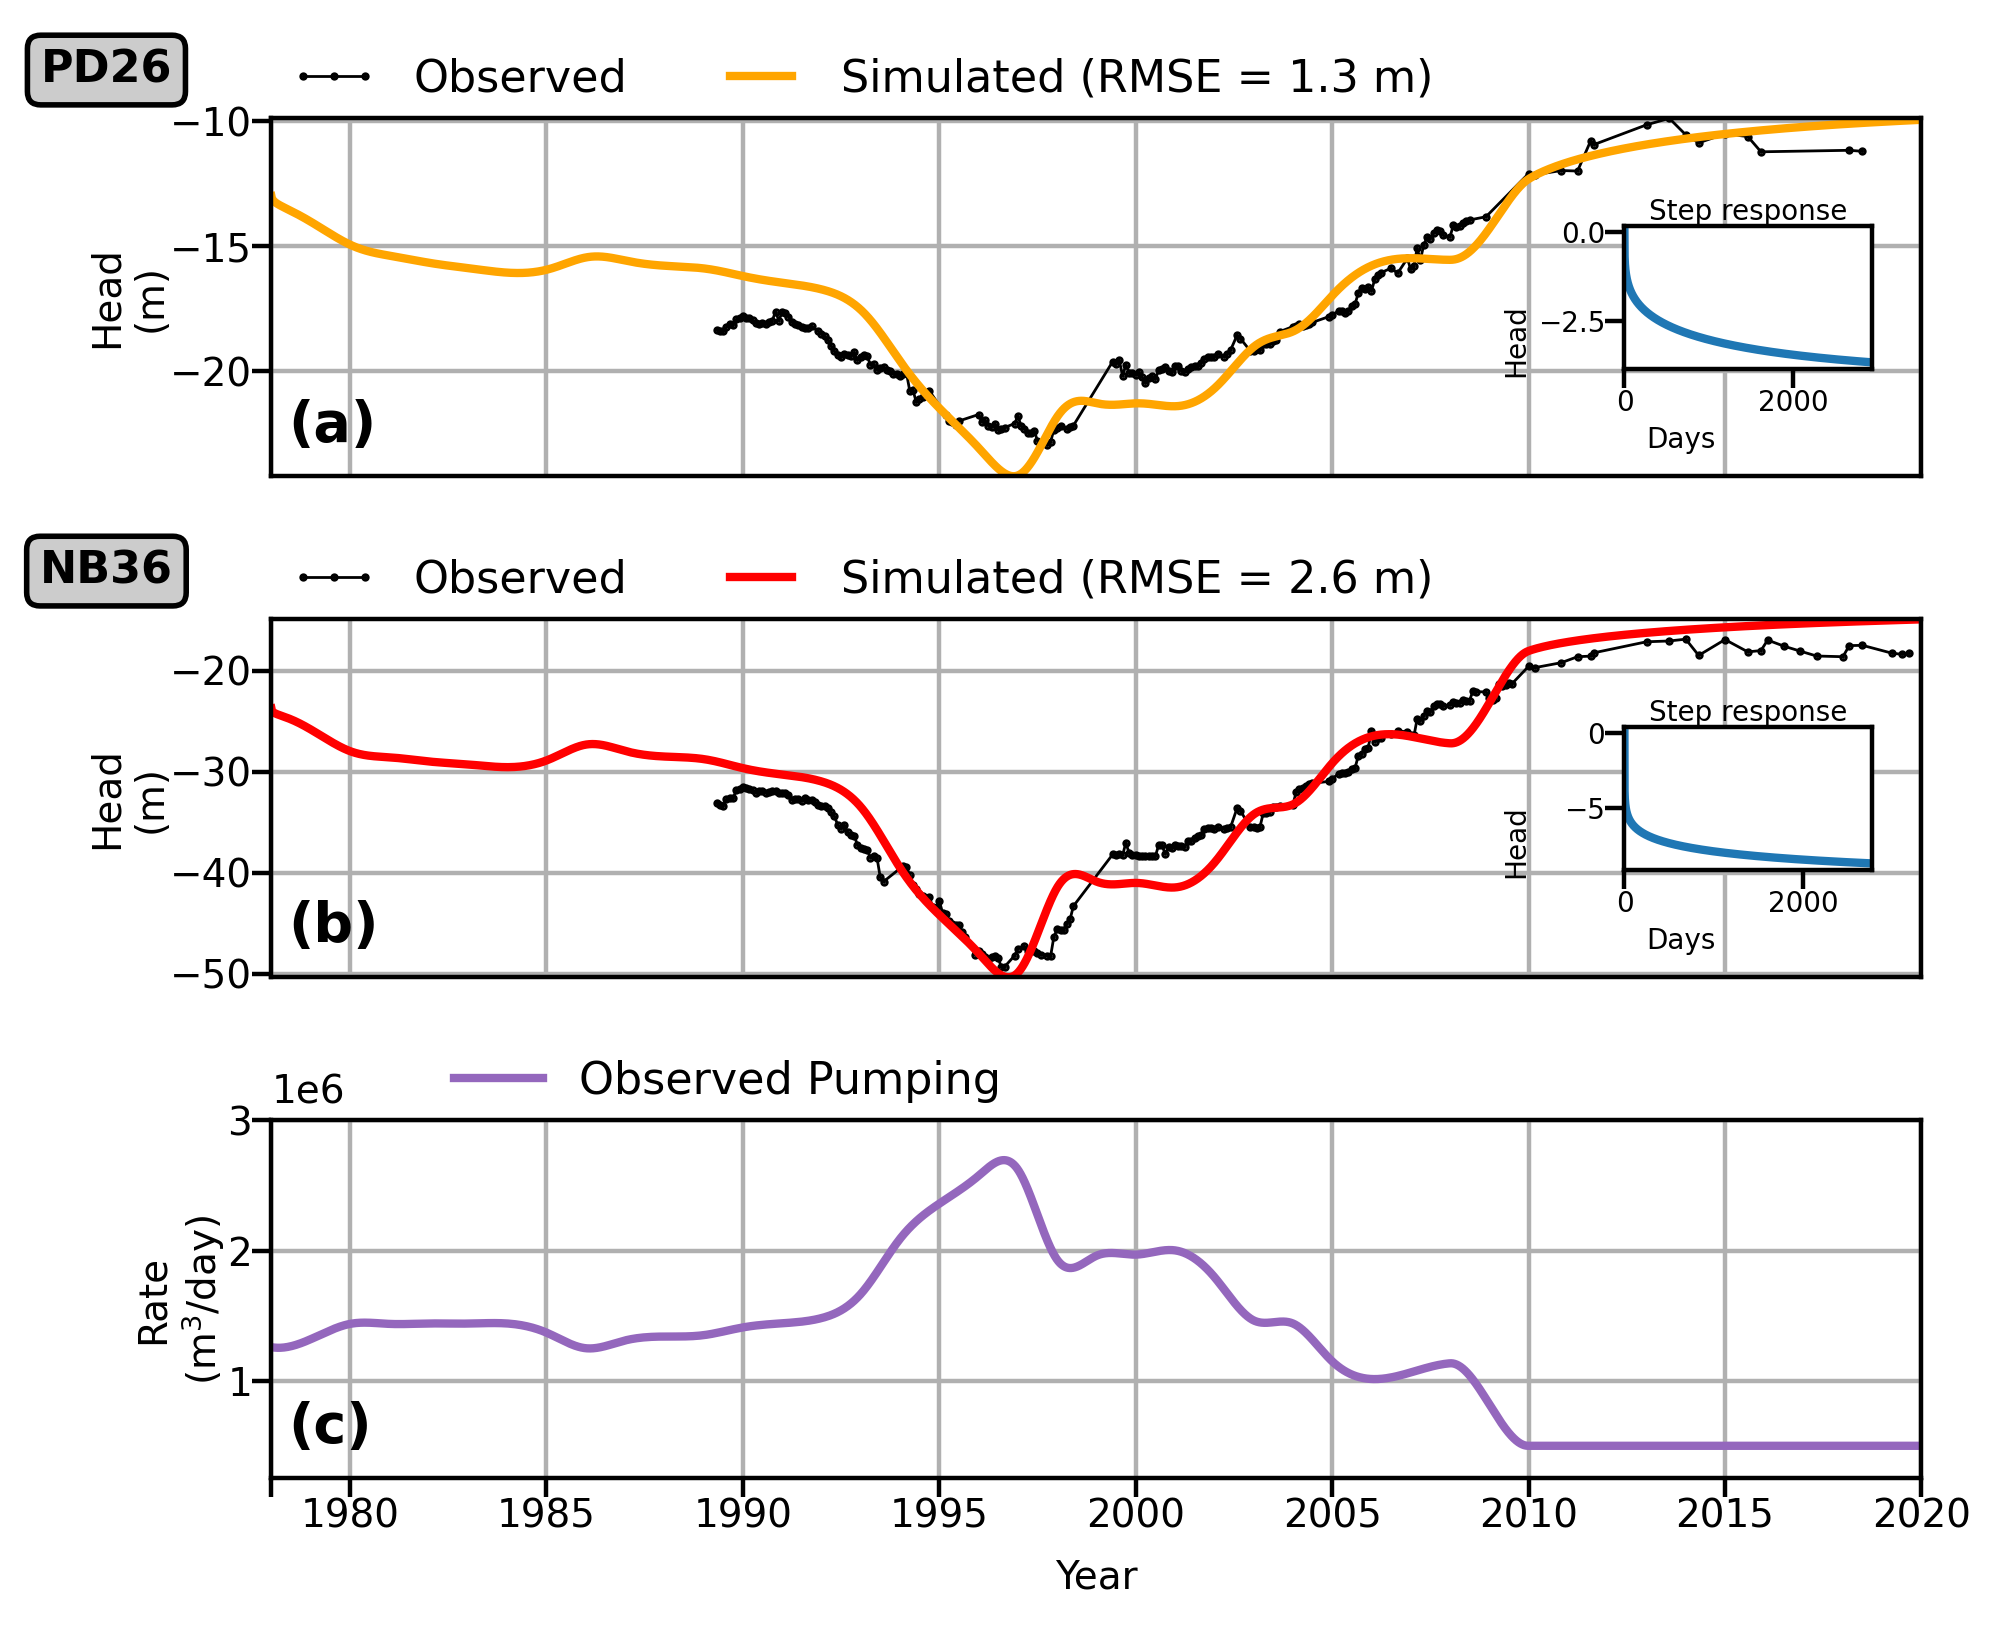 PD26
Observed
Simulated (RMSE = 1.3 m)
−10
−15
−20
Head
(m)
(a)
Step response
0.0
−2.5
Head
0
2000
Days
NB36
Observed
Simulated (RMSE = 2.6 m)
−20
−30
−40
−50
Head
(m)
(b)
Step response
0
−5
Head
0
2000
Days
1e6
Observed Pumping
3
2
1
Rate
(m³/day)
(c)
1980 1985 1990 1995 2000 2005 2010 2015 2020
Year